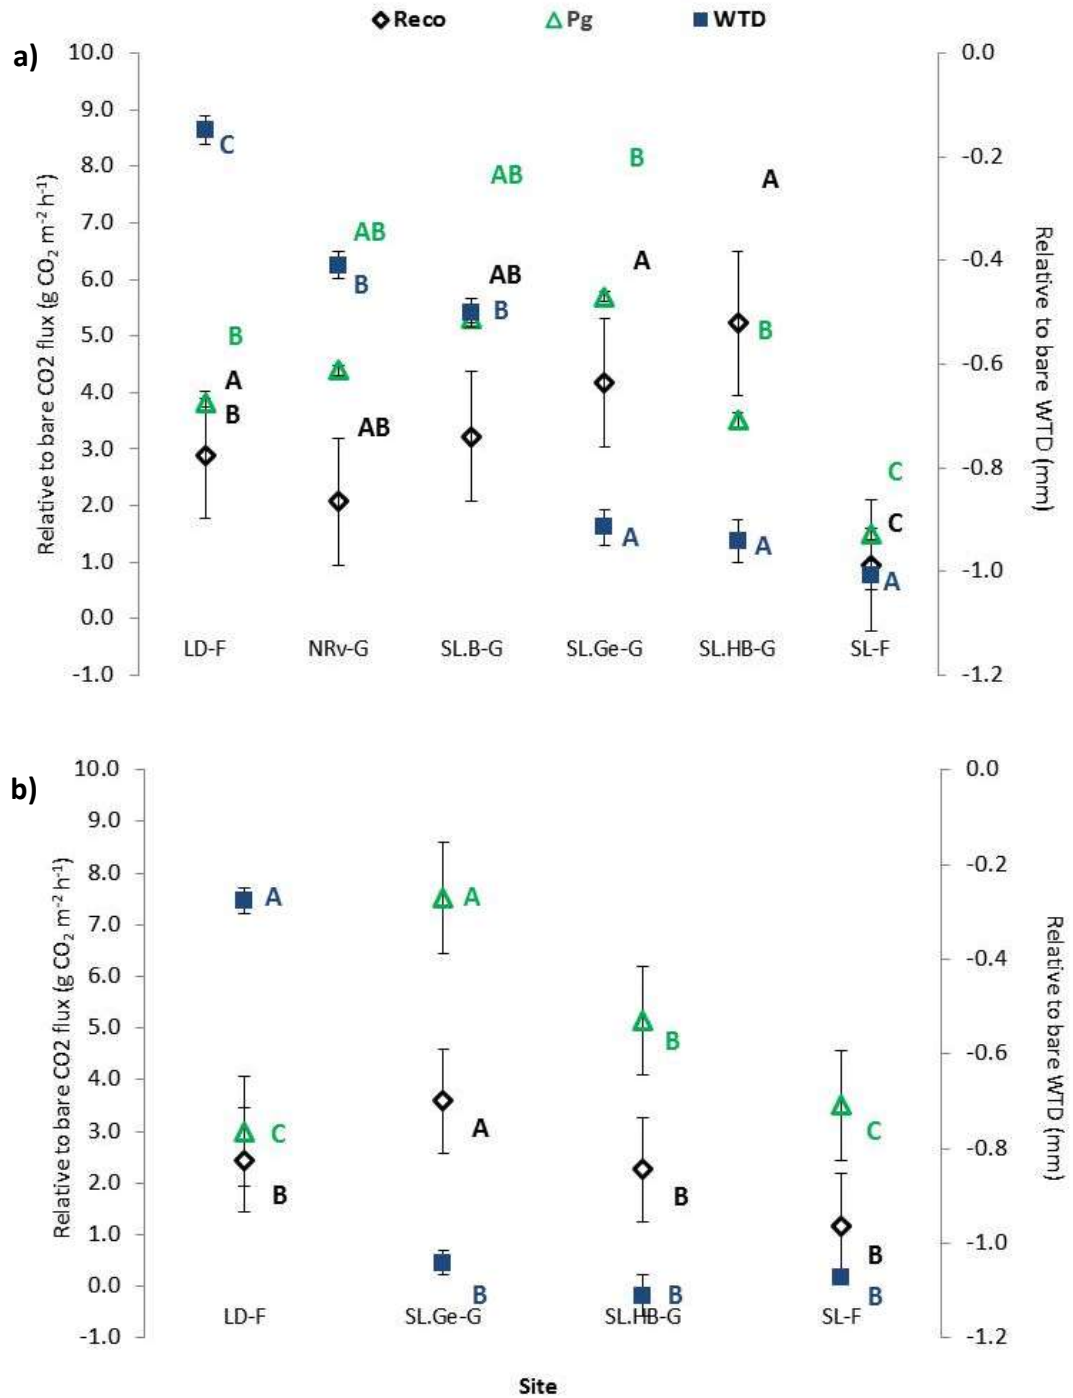 Reco Pg WTD
a)
10.0
9.0
8.0
7.0
6.0
5.0
4.0
3.0
2.0
1.0
0.0
-1.0
Relative to bare CO2 flux (g CO₂ m⁻² h⁻¹)
C
B
A
B
AB
B
AB
AB
AB
B
B
A
A
A
B
A
C
C
A
LD-F NRv-G SL.B-G SL.Ge-G SL.HB-G SL-F
0.0
-0.2
-0.4
-0.6
-0.8
-1.0
-1.2
Relative to bare WTD (mm)
b)
10.0
9.0
8.0
7.0
6.0
5.0
4.0
3.0
2.0
1.0
0.0
-1.0
Relative to bare CO2 flux (g CO₂ m⁻² h⁻¹)
A
C
B
A
A
B
B
B
B
C
B
B
LD-F SL.Ge-G SL.HB-G SL-F
0.0
-0.2
-0.4
-0.6
-0.8
-1.0
-1.2
Relative to bare WTD (mm)
Site